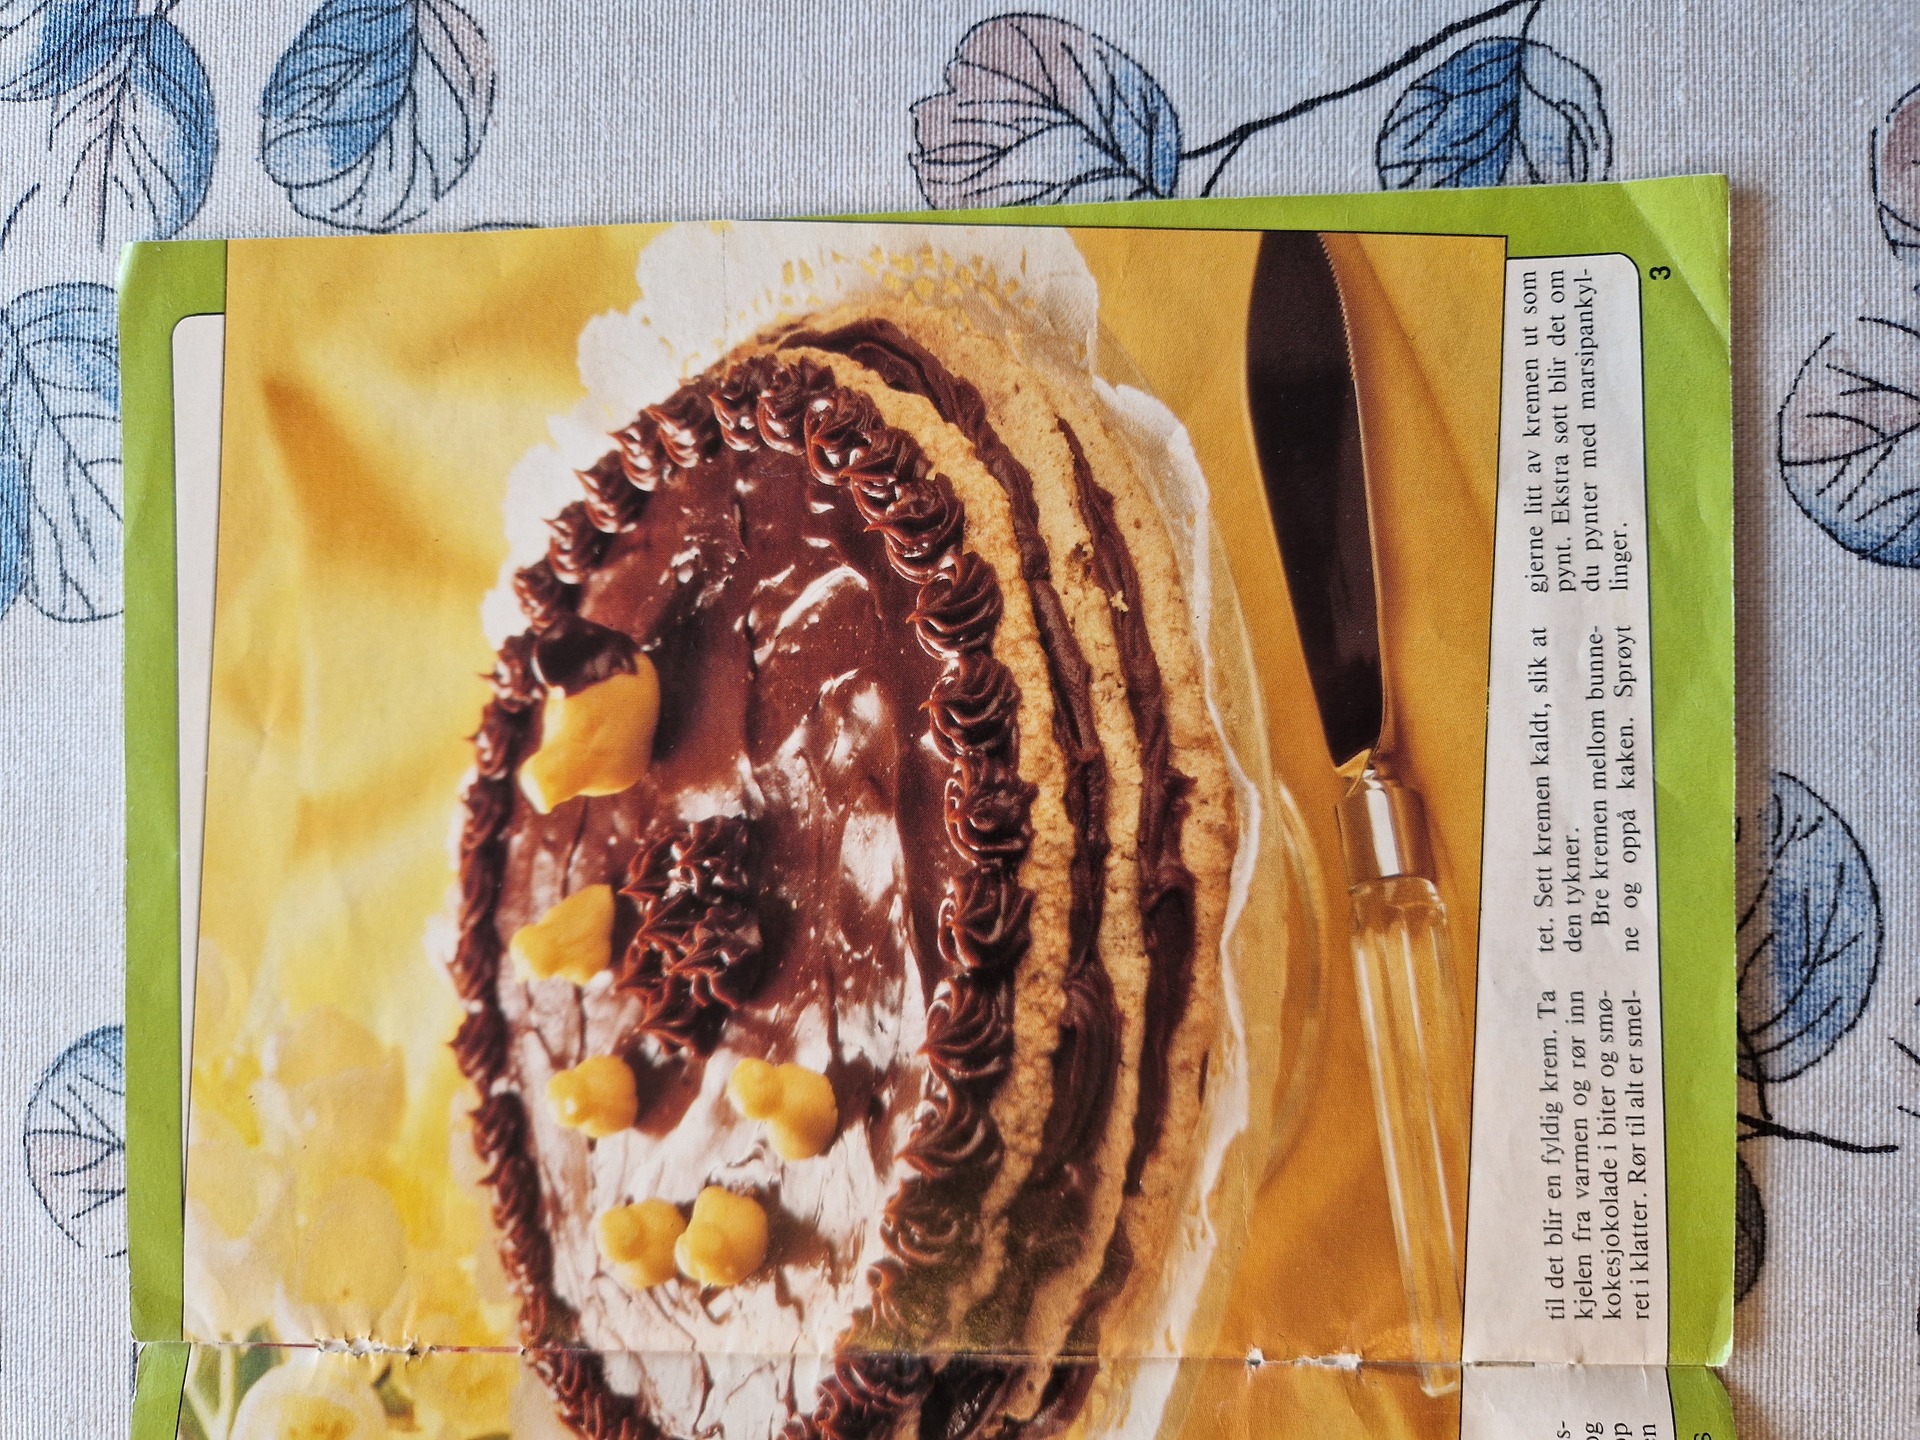 s-
og
en
s
til det blir en fyldig krem. Ta
kjelen fra varmen og rør inn
kokesjokolade i biter og smø-
ret i klatter. Rør til alt er smel-
tet. Sett kremen kaldt, slik at
den tykner.
Bre kremen mellom bunne-
ne og oppå kaken. Sprøyt
gjerne litt av kremen ut som
pynt. Ekstra søtt blir det om
du pynter med marsipankyl-
linger.
3